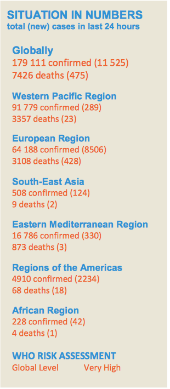 SITUATION IN NUMBERS
total (new) cases in last 24 hours
Globally
179 111 confirmed (11 525)
7426 deaths (475)
Western Pacific Region
91 779 confirmed (289)
3357 deaths (23)
European Region
64 188 confirmed (8506)
3108 deaths (428)
South-East Asia
508 confirmed (124)
9 deaths (2)
Eastern Mediterranean Region
16 786 confirmed (330)
873 deaths (3)
Regions of the Americas
4910 confirmed (2234)
68 deaths (18)
African Region
228 confirmed (42)
4 deaths (1)
WHO RISK ASSESSMENT
Global Level Very High